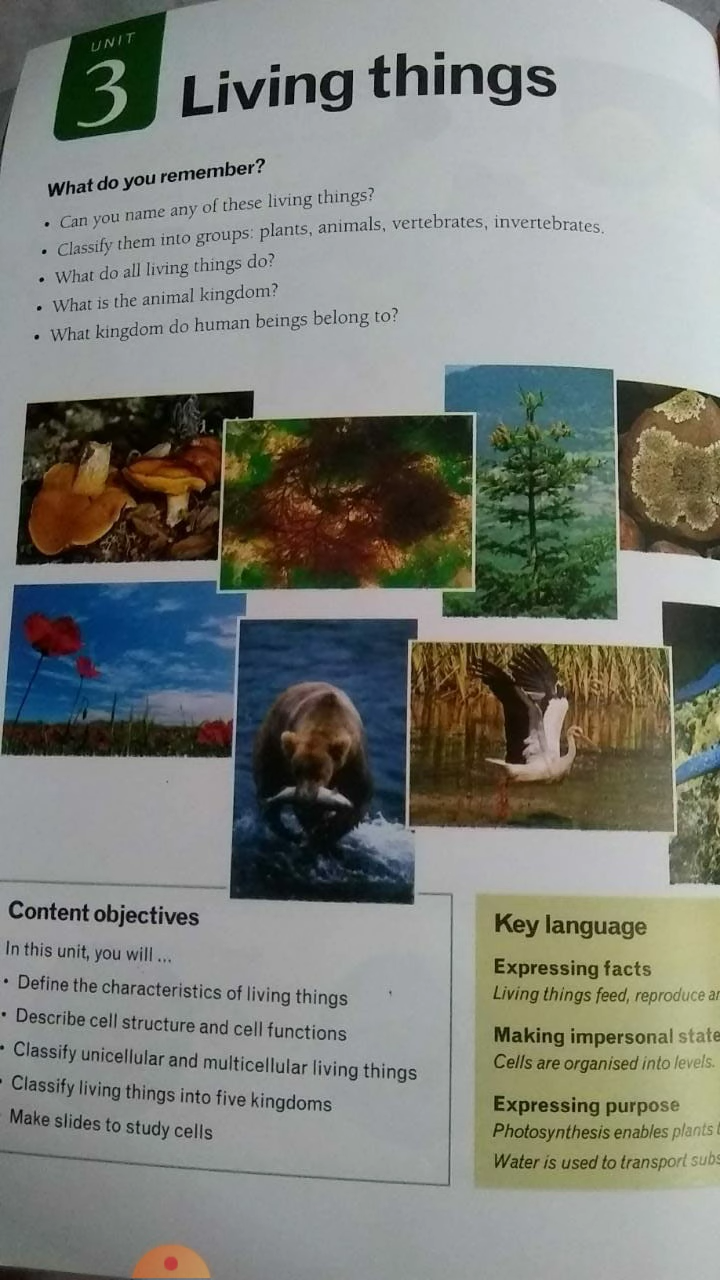 UNIT
3
Living things
What do you remember?
• Can you name any of these living things?
• Classify them into groups: plants, animals, vertebrates, invertebrates.
• What do all living things do?
• What is the animal kingdom?
• What kingdom do human beings belong to?
Content objectives
In this unit, you will ...
• Define the characteristics of living things
• Describe cell structure and cell functions
• Classify unicellular and multicellular living things
• Classify living things into five kingdoms
Make slides to study cells
Key language
Expressing facts
Living things feed, reproduce
Making impersonal
Cells are organised into levels.
Expressing purpose
Photosynthesis enables plants
Water is used to transport